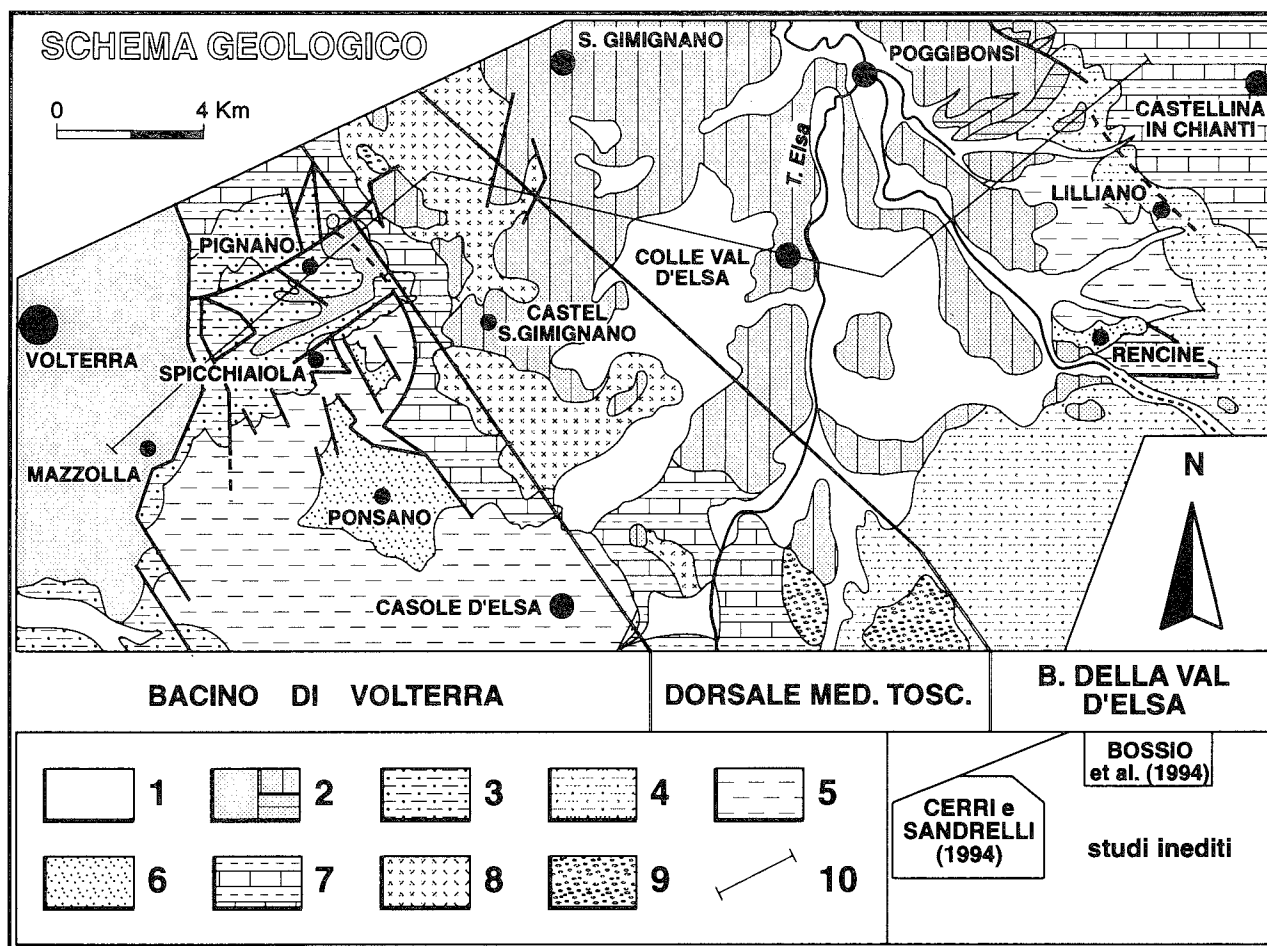 SCHEMA GEOLOGICO
0 4 Km
S. GIMIGNANO
POGGIBONSI
CASTELLINA
IN CHIANTI
T. Elsa
LILLIANO
PIGNANO
COLLE VAL
D'ELSA
CASTEL
S.GIMIGNANO
VOLTERRA
SPICCHIAIOLA
RENCINE
MAZZOLLA
N
PONSANO
CASOLE D'ELSA
BACINO DI VOLTERRA
DORSALE MED. TOSC.
B. DELLA VAL
D'ELSA
1
2
3
4
5
6
7
8
9
10
BOSSIO
et al. (1994)
CERRI e
SANDRELLI
(1994)
studi inediti